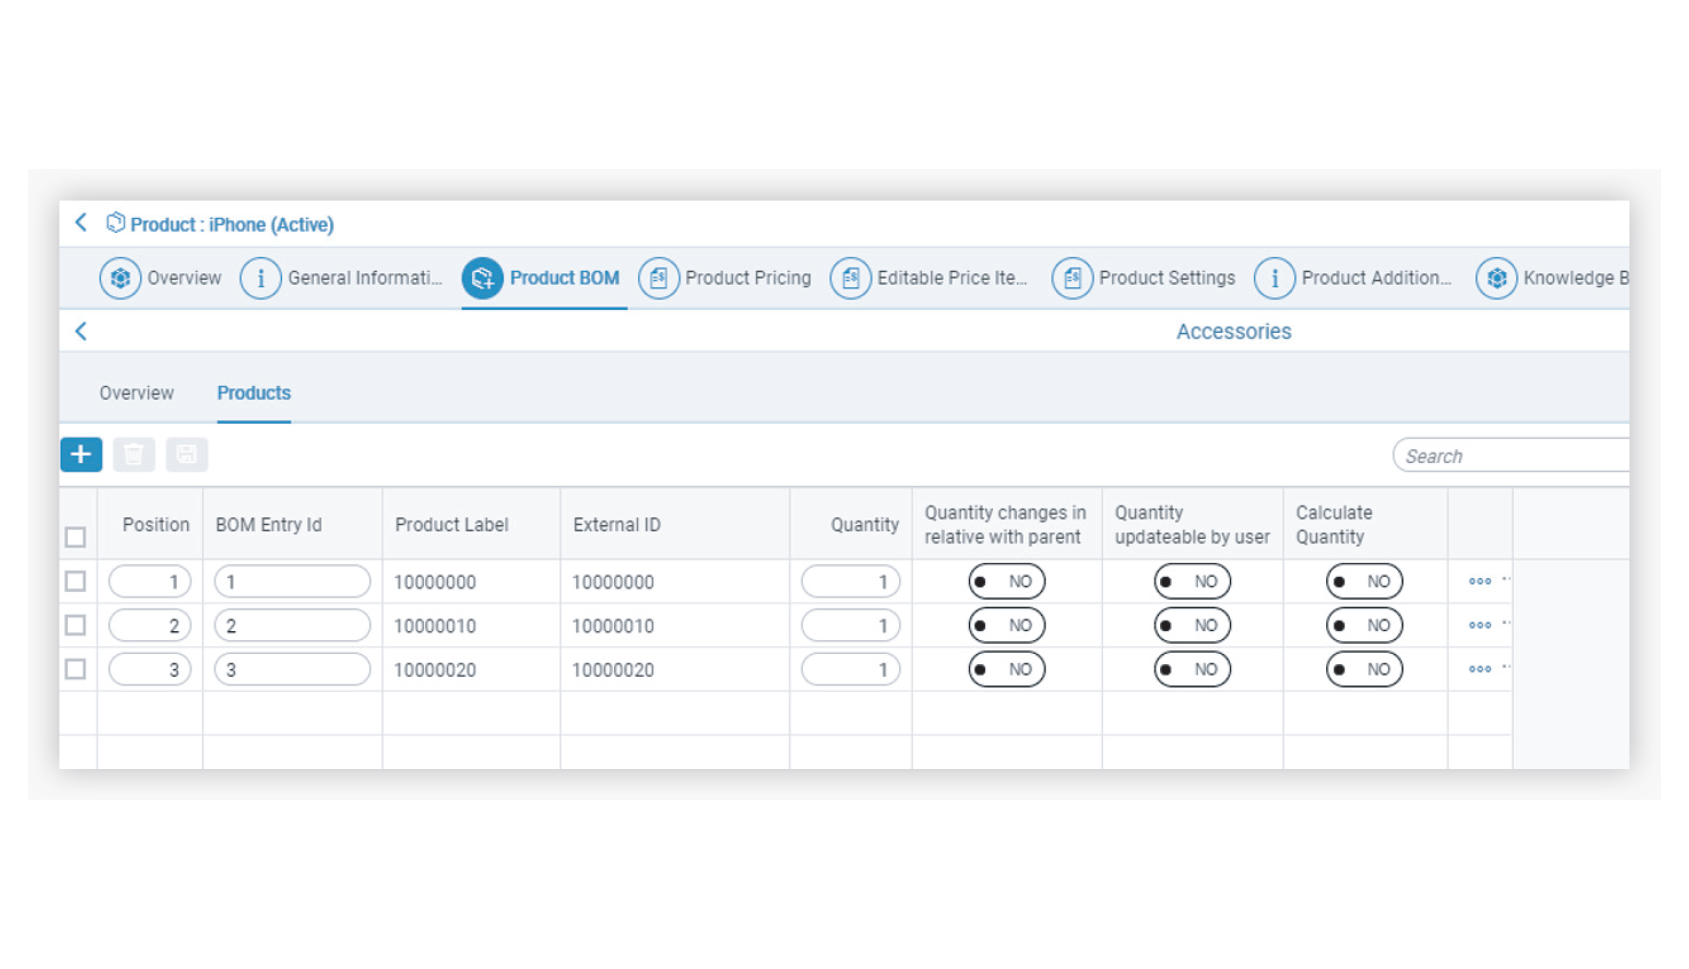 Product : iPhone (Active)
Overview General Informati... Product BOM Product Pricing Editable Price Ite... Product Settings Product Addition... Knowledge B
Accessories
Overview Products
Search
Position BOM Entry Id Product Label External ID Quantity Quantity changes in relative with parent Quantity updateable by user Calculate Quantity
1 1 10000000 10000000 1 NO NO NO
2 2 10000010 10000010 1 NO NO NO
3 3 10000020 10000020 1 NO NO NO